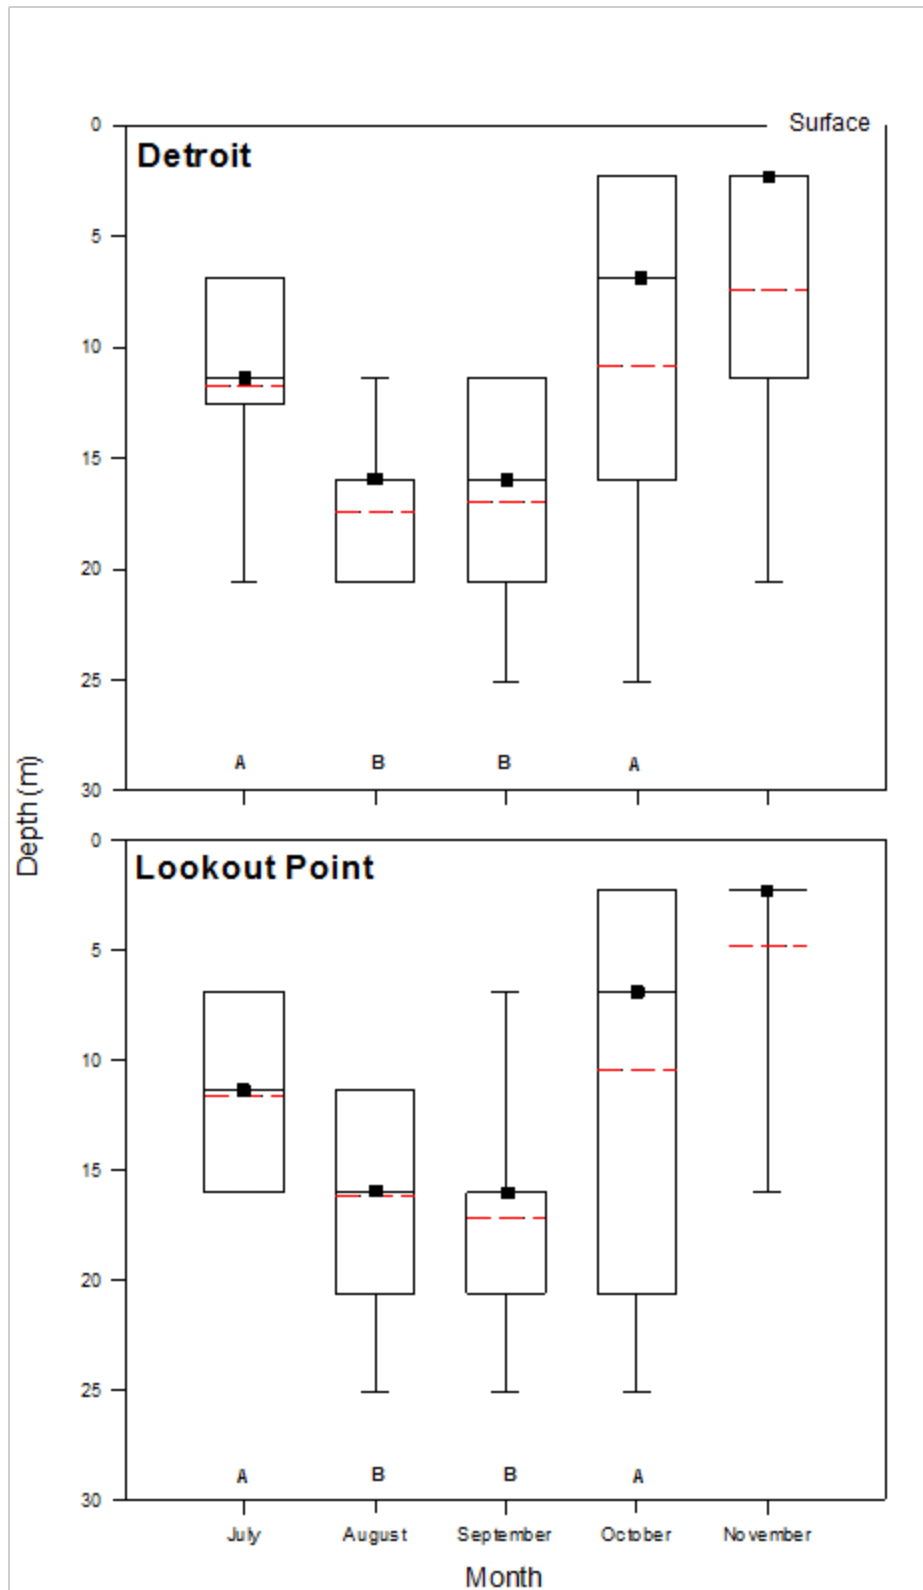 Surface
0
Detroit
5
10
15
20
25
A B B A
30
Depth (m)
0
Lookout Point
5
10
15
20
25
A B B A
30
July August September October November
Month